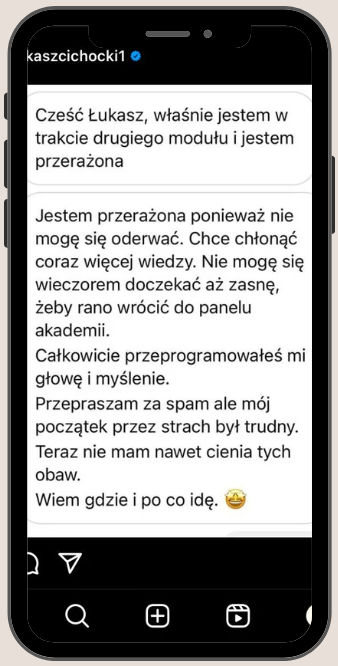 kaszcichocki1
Cześć Łukasz, właśnie jestem w
trakcie drugiego modułu i jestem
przerażona
Jestem przerażona ponieważ nie
mogę się oderwać. Chce chłonąć
coraz więcej wiedzy. Nie mogę się
wieczorem doczekać aż zasnę,
żeby rano wrócić do panelu
akademii.
Całkowicie przeprogramowałeś mi
głowę i myślenie.
Przepraszam za spam ale mój
początek przez strach był trudny.
Teraz nie mam nawet cienia tych
obaw.
Wiem gdzie i po co idę. 🤩